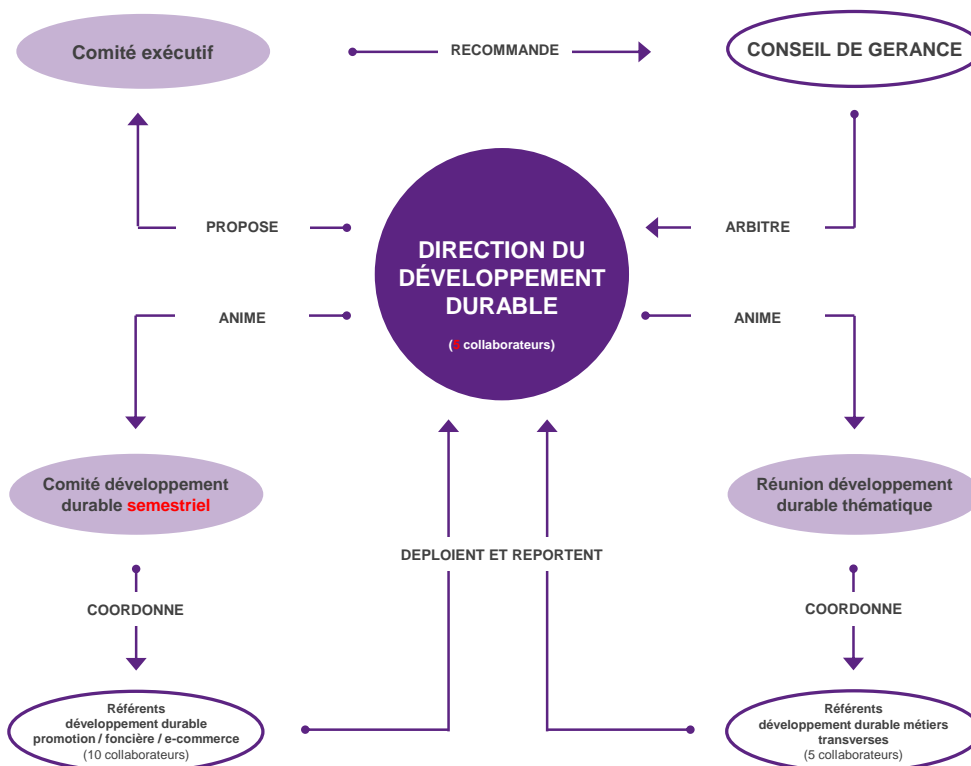 Comité exécutif
RECOMMANDE
CONSEIL DE GERANCE
PROPOSE
ARBITRE
DIRECTION DU
DÉVELOPPEMENT
DURABLE
(5 collaborateurs)
ANIME
ANIME
Comité développement
durable semestriel
Réunion développement
durable thématique
DEPLOIENT ET REPORTENT
COORDONNE
COORDONNE
Référents
développement durable
promotion / foncière / e-commerce
(10 collaborateurs)
Référents
développement durable métiers
transverses
(5 collaborateurs)